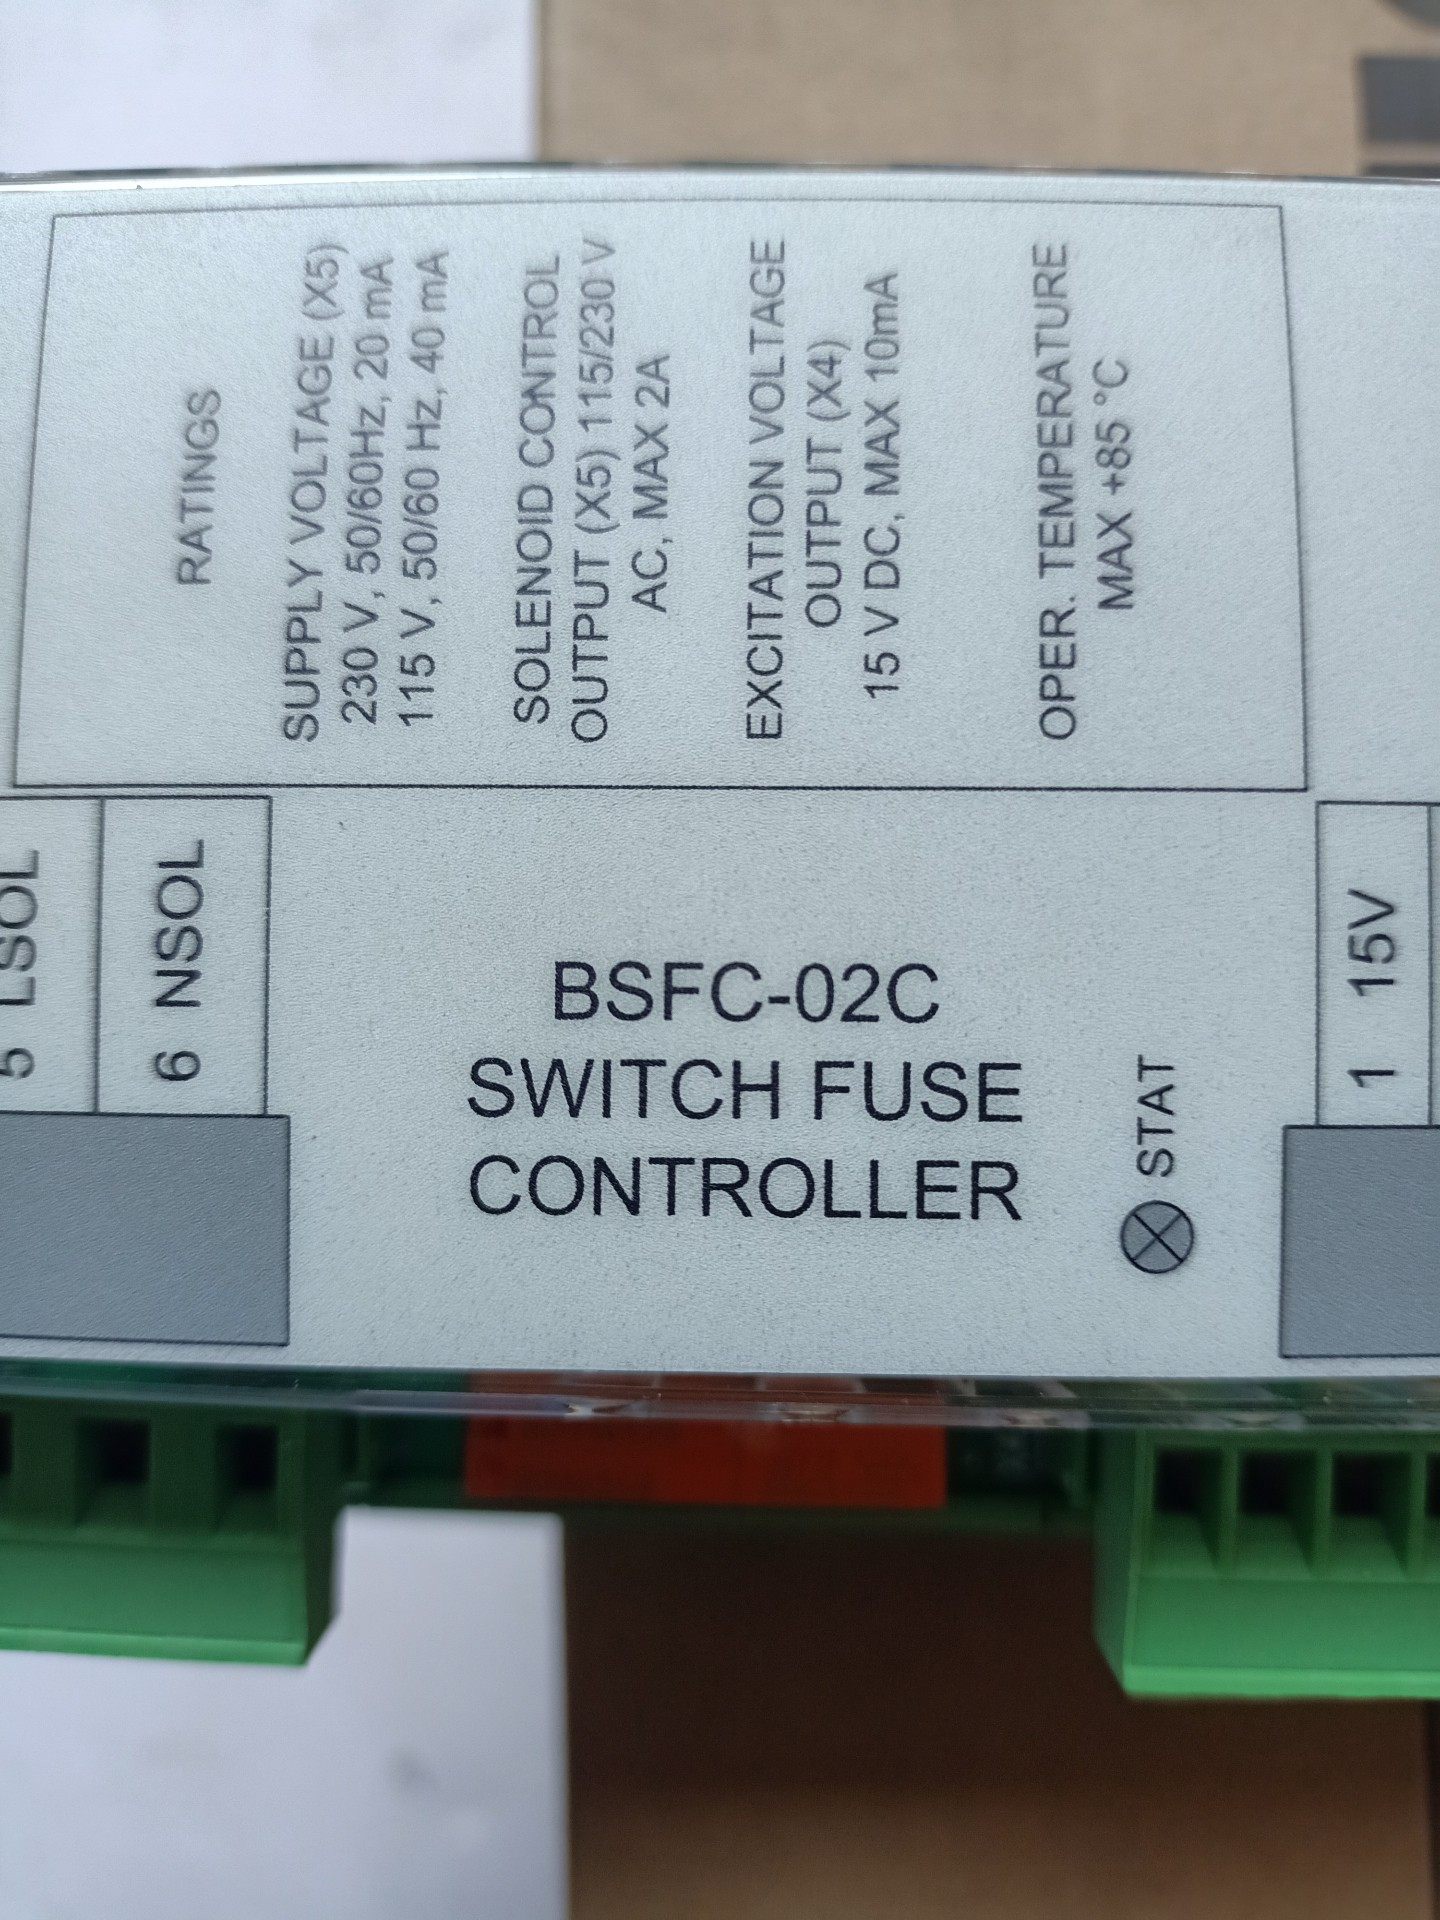 RATINGS
SUPPLY VOLTAGE (X5)
230 V, 50/60Hz, 20 mA
115 V, 50/60 Hz, 40 mA
SOLENOID CONTROL
OUTPUT (X5) 115/230 V
AC, MAX 2A
EXCITATION VOLTAGE
OUTPUT (X4)
15 V DC, MAX 10mA
OPER. TEMPERATURE
MAX +85 °C
5 LSOL
6 NSOL
BSFC-02C
SWITCH FUSE
CONTROLLER
STAT
1 15V